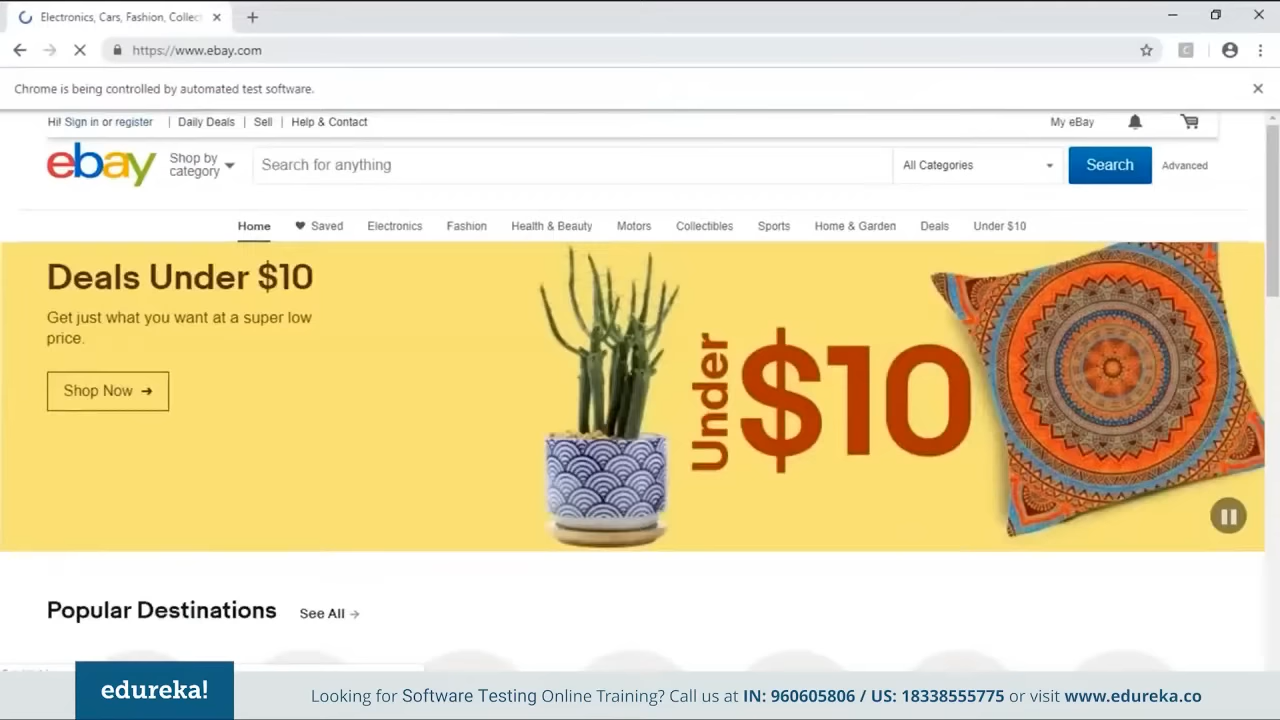 Electronics, Cars, Fashion, Collec
https://www.ebay.com
Chrome is being controlled by automated test software.
Hi! Sign in or register | Daily Deals | Sell | Help & Contact
My eBay
ebay
Shop by
category
Search for anything
All Categories
Search
Advanced
Home
Saved
Electronics
Fashion
Health & Beauty
Motors
Collectibles
Sports
Home & Garden
Deals
Under $10
Deals Under $10
Get just what you want at a super low
price.
Shop Now →
Under
$10
Popular Destinations
See All →
edureka!
Looking for Software Testing Online Training? Call us at IN: 960605806 / US: 18338555775 or visit www.edureka.co